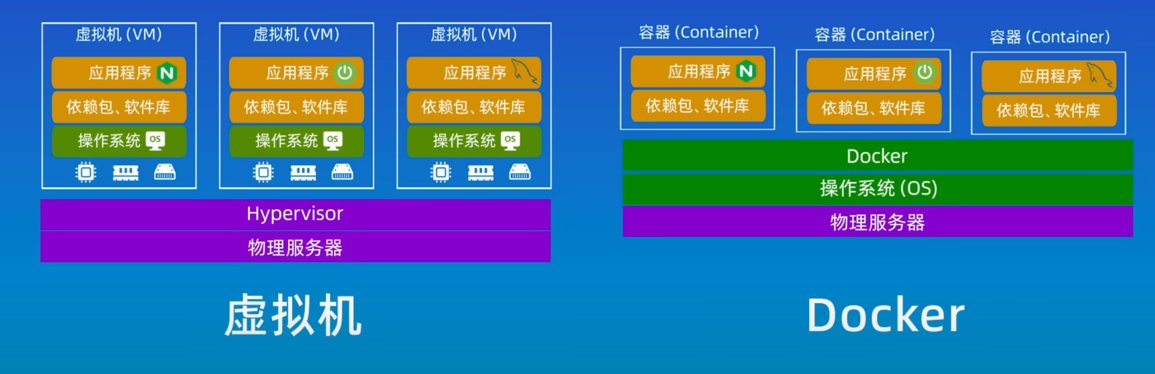 虚拟机 (VM)
应用程序 N
依赖包、软件库
操作系统 OS
虚拟机 (VM)
应用程序
依赖包、软件库
操作系统 OS
虚拟机 (VM)
应用程序
依赖包、软件库
操作系统 OS
Hypervisor
物理服务器
虚拟机
容器 (Container)
应用程序 N
依赖包、软件库
容器 (Container)
应用程序
依赖包、软件库
容器 (Container)
应用程序
依赖包、软件库
Docker
操作系统 (OS)
物理服务器
Docker